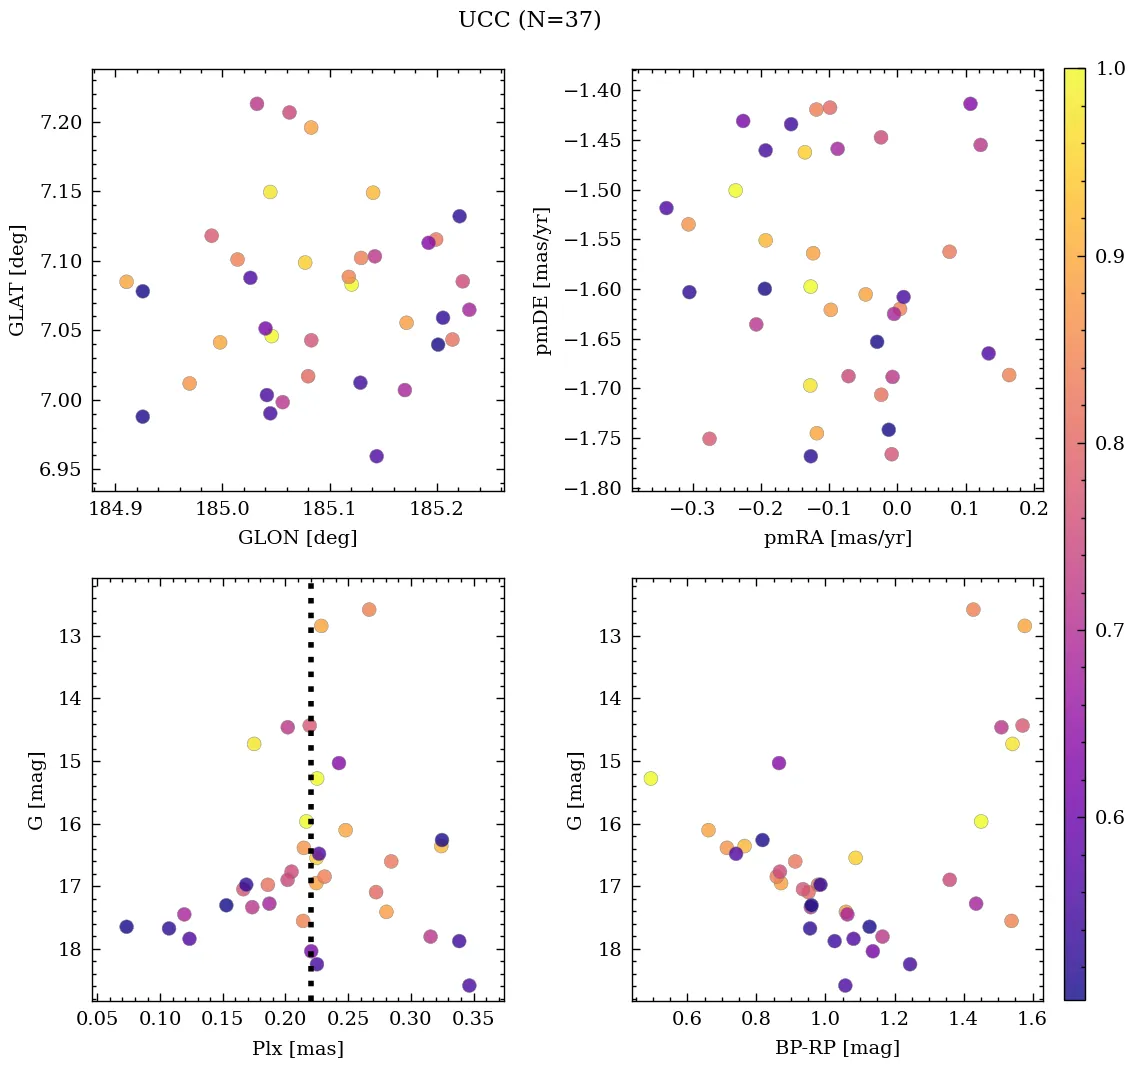 UCC (N=37)
7.20
7.15
7.10
7.05
7.00
6.95
GLAT [deg]
184.9 185.0 185.1 185.2
GLON [deg]
−1.40
−1.45
−1.50
−1.55
−1.60
−1.65
−1.70
−1.75
−1.80
pmDE [mas/yr]
−0.3 −0.2 −0.1 0.0 0.1 0.2
pmRA [mas/yr]
1.0
0.9
0.8
0.7
0.6
13
14
15
16
17
18
G [mag]
0.05 0.10 0.15 0.20 0.25 0.30 0.35
Plx [mas]
13
14
15
16
17
18
G [mag]
0.6 0.8 1.0 1.2 1.4 1.6
BP-RP [mag]